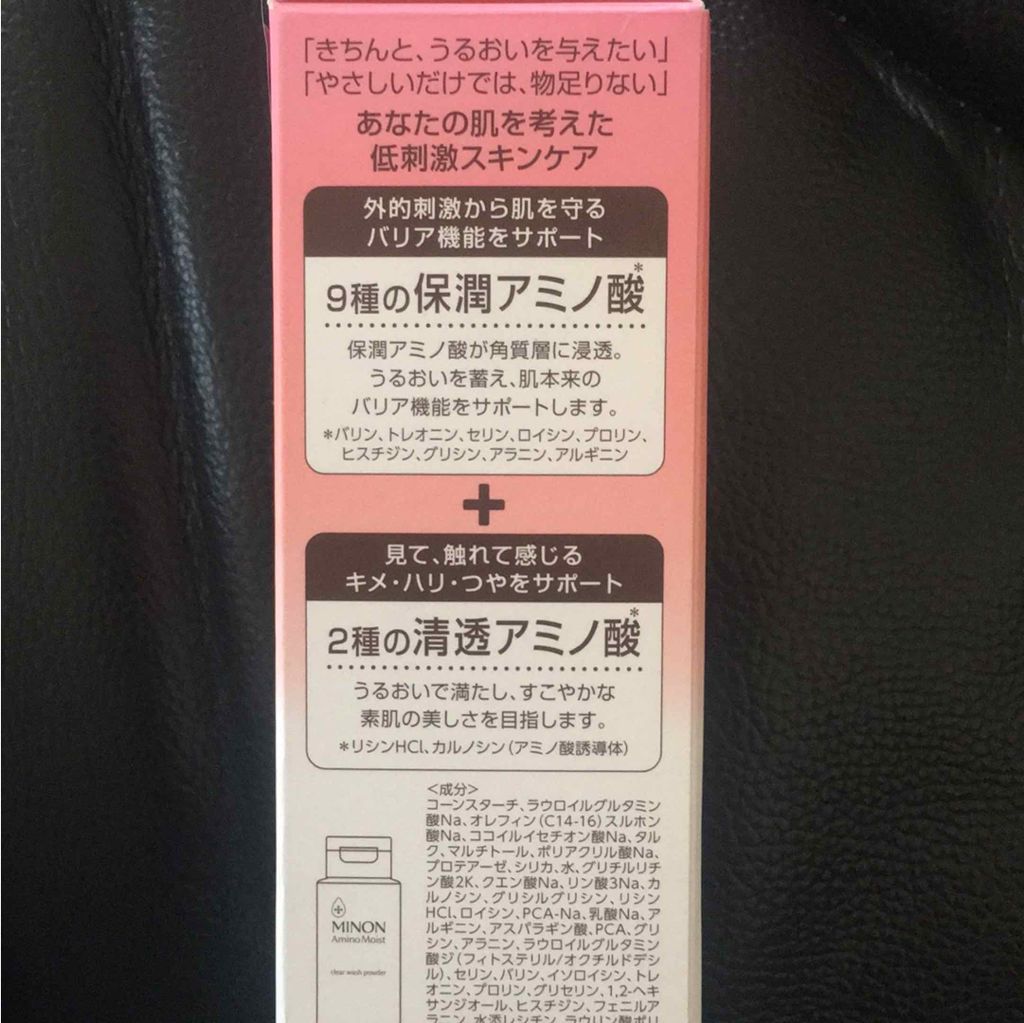 「きちんと、うるおいを与えたい」
「やさしいだけでは、物足りない」
あなたの肌を考えた
低刺激スキンケア
外的刺激から肌を守る
バリア機能をサポート
9種の保潤アミノ酸*
保潤アミノ酸が角質層に浸透。
うるおいを蓄え、肌本来の
バリア機能をサポートします。
*バリン、トレオニン、セリン、ロイシン、プロリン、
ヒスチジン、グリシン、アラニン、アルギニン
+
見て、触れて感じる
キメ・ハリ・つやをサポート
2種の清透アミノ酸*
うるおいで満たし、すこやかな
素肌の美しさを目指します。
*リシンHCl、カルノシン(アミノ酸誘導体)
<成分>
コーンスターチ、ラウロイルグルタミン
酸Na、オレフィン(C14-16)スルホン
酸Na、ココイルイセチオン酸Na、タル
ク、マルチトール、ポリアクリル酸Na、
プロテアーゼ、シリカ、水、グリチルリチ
ン酸2K、クエン酸Na、リン酸3Na、カ
ルノシン、グリシルグリシン、リシン
HCl、ロイシン、PCA-Na、乳酸Na、ア
ルギニン、アスパラギン酸、PCA、グリ
シン、アラニン、ラウロイルグルタミン
酸ジ(フィトステリル/オクチルドデシ
ル)、セリン、バリン、イソロイシン、トレ
オニン、プロリン、グリセリン、1,2-ヘキ
サンジオール、ヒスチジン、フェニルア
ラニン、水添レシチン、ラウリン酸ポリ
MINON
Amino Moist
clear wash powder